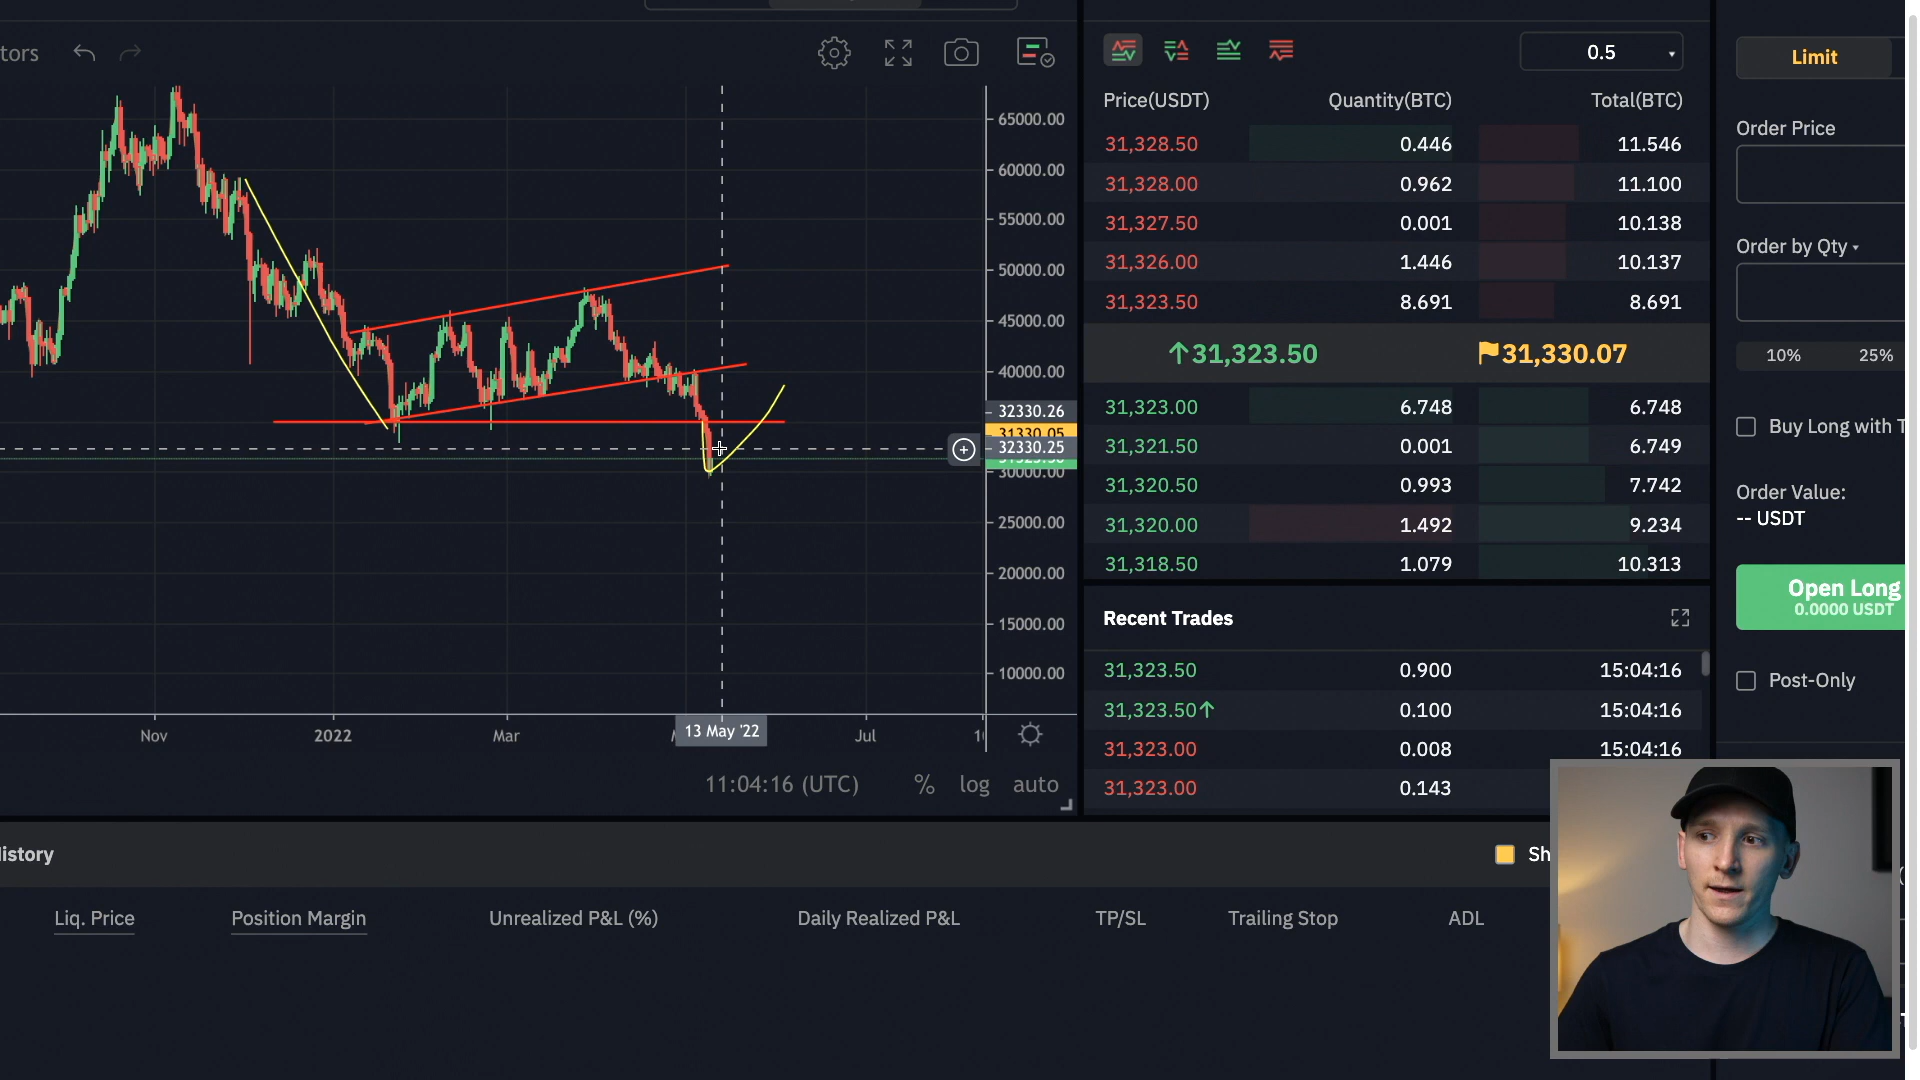 tors
0.5
Limit
Price(USDT) Quantity(BTC) Total(BTC)
Order Price
31,328.50 0.446 11.546
31,328.00 0.962 11.100
31,327.50 0.001 10.138
31,326.00 1.446 10.137
31,323.50 8.691 8.691
Order by Qty
31,323.50 31,330.07
10% 25%
31,323.00 6.748 6.748
31,321.50 0.001 6.749
31,320.50 0.993 7.742
31,320.00 1.492 9.234
31,318.50 1.079 10.313
Buy Long with T
Order Value:
-- USDT
Open Long
0.0000 USDT
Post-Only
65000.00
60000.00
55000.00
50000.00
45000.00
40000.00
32330.26
31330.05
32330.25
30000.00
25000.00
20000.00
15000.00
10000.00
Nov 2022 Mar 13 May '22 Jul
11:04:16 (UTC) % log auto
Recent Trades
31,323.50 0.900 15:04:16
31,323.50 0.100 15:04:16
31,323.00 0.008 15:04:16
31,323.00 0.143
History Sh
Liq. Price Position Margin Unrealized P&L (%) Daily Realized P&L TP/SL Trailing Stop ADL